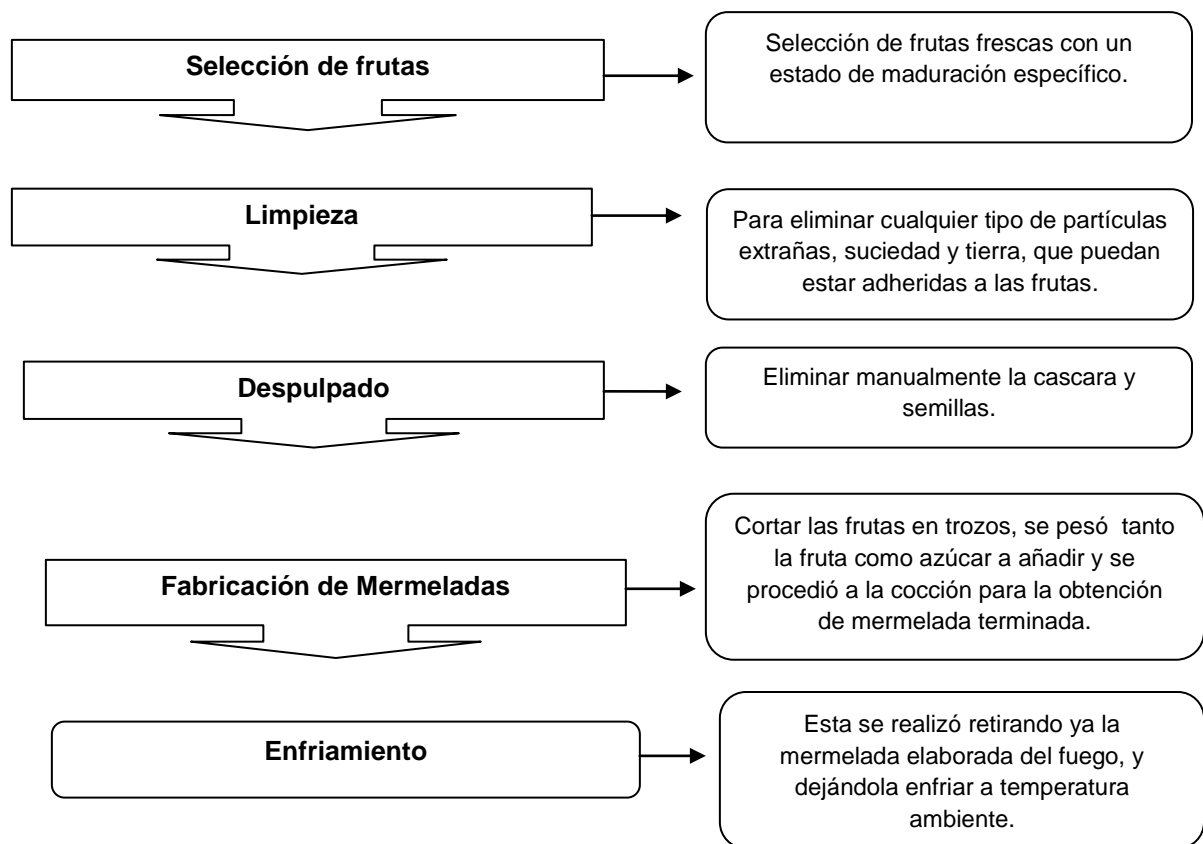 Selección de frutas
Selección de frutas frescas con un
estado de maduración específico.
Limpieza
Para eliminar cualquier tipo de partículas
extrañas, suciedad y tierra, que puedan
estar adheridas a las frutas.
Despulpado
Eliminar manualmente la cascara y
semillas.
Fabricación de Mermeladas
Cortar las frutas en trozos, se pesó  tanto
la fruta como azúcar a añadir y se
procedió a la cocción para la obtención
de mermelada terminada.
Enfriamiento
Esta se realizó retirando ya la
mermelada elaborada del fuego, y
dejándola enfriar a temperatura
ambiente.